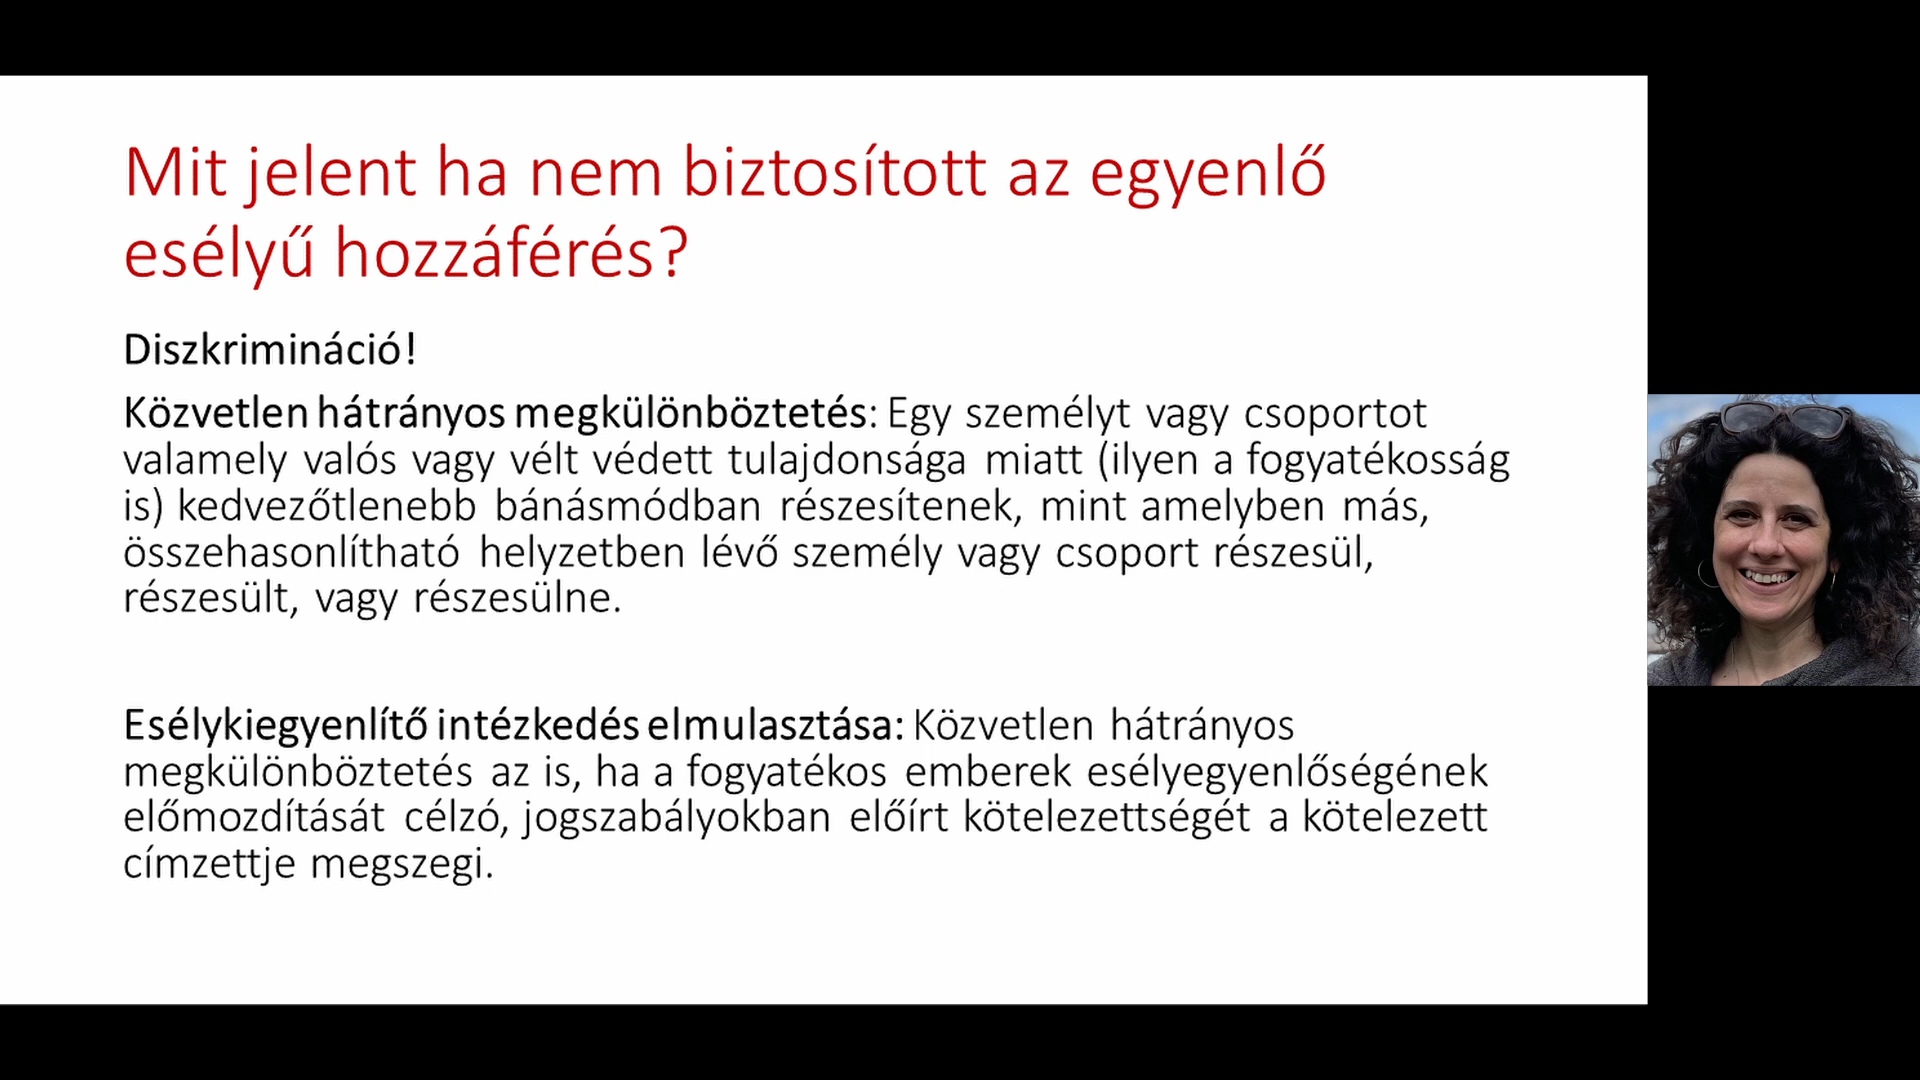 Mit jelent ha nem biztosított az egyenlő
esélyű hozzáférés?
Diszkrimináció!
Közvetlen hátrányos megkülönböztetés: Egy személyt vagy csoportot
valamely valós vagy vélt védett tulajdonsága miatt (ilyen a fogyatékosság
is) kedvezőtlenebb bánásmódban részesítenek, mint amelyben más,
összehasonlítható helyzetben lévő személy vagy csoport részesül,
részesült, vagy részesülne.
Esélykiegyenlítő intézkedés elmulasztása: Közvetlen hátrányos
megkülönböztetés az is, ha a fogyatékos emberek esélyegyenlőségének
előmozdítását célzó, jogszabályokban előírt kötelezettségét a kötelezett
címzettje megszegi.